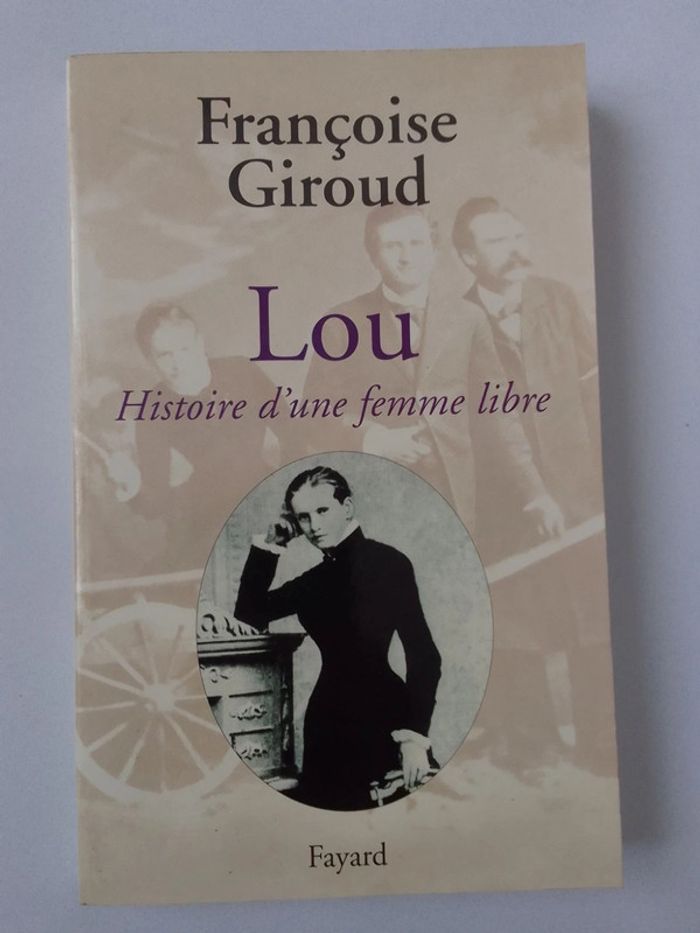 Françoise
Giroud
Lou
Histoire d'une femme libre
Fayard